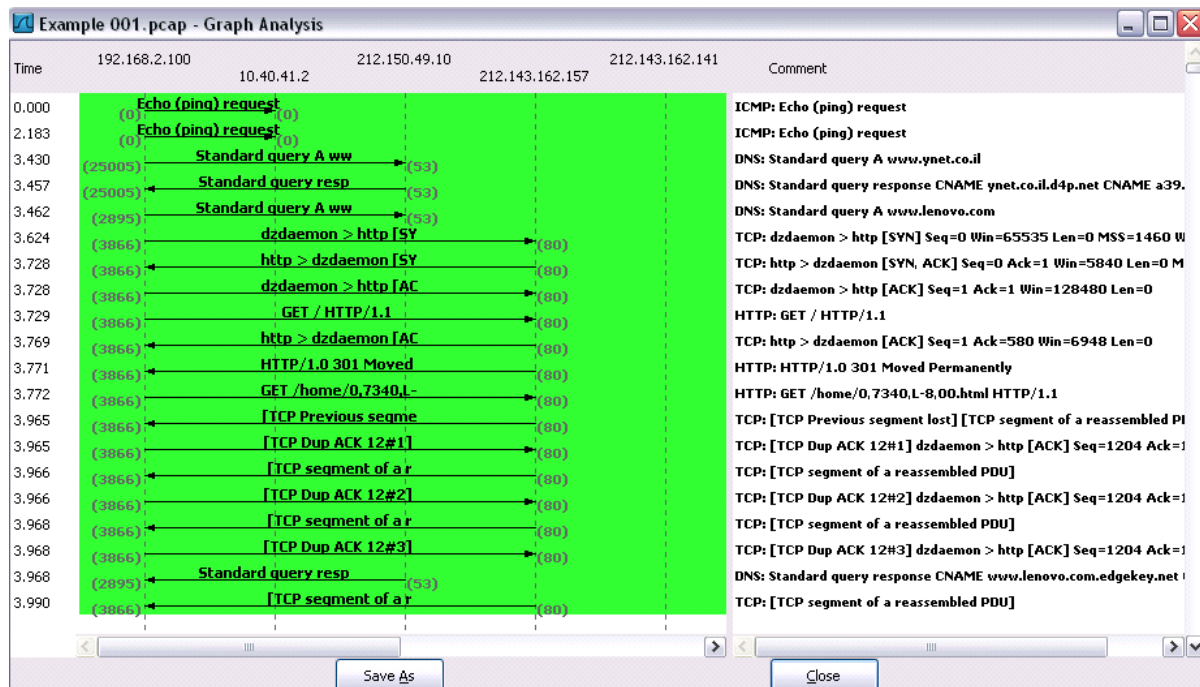 Example 001.pcap - Graph Analysis
Time 192.168.2.100 10.40.41.2 212.150.49.10 212.143.162.157 212.143.162.141 Comment
0.000 Echo (ping) request (0) (0) ICMP: Echo (ping) request
2.183 Echo (ping) request (0) (0) ICMP: Echo (ping) request
3.430 Standard query A ww (25005) (53) DNS: Standard query A www.ynet.co.il
3.457 Standard query resp (25005) (53) DNS: Standard query response CNAME ynet.co.il.d4p.net CNAME a39.
3.462 Standard query A ww (2895) (53) DNS: Standard query A www.lenovo.com
3.624 dzdaemon > http [SY (3866) (80) TCP: dzdaemon > http [SYN] Seq=0 Win=65535 Len=0 MSS=1460 W
3.728 http > dzdaemon [SY (3866) (80) TCP: http > dzdaemon [SYN, ACK] Seq=0 Ack=1 Win=5840 Len=0 M
3.728 dzdaemon > http [AC (3866) (80) TCP: dzdaemon > http [ACK] Seq=1 Ack=1 Win=128480 Len=0
3.729 GET / HTTP/1.1 (3866) (80) HTTP: GET / HTTP/1.1
3.769 http > dzdaemon [AC (3866) (80) TCP: http > dzdaemon [ACK] Seq=1 Ack=580 Win=6948 Len=0
3.771 HTTP/1.0 301 Moved (3866) (80) HTTP: HTTP/1.0 301 Moved Permanently
3.772 GET /home/0,7340,L- (3866) (80) HTTP: GET /home/0,7340,L-8,00.html HTTP/1.1
3.965 [TCP Previous segme (3866) (80) TCP: [TCP Previous segment lost] [TCP segment of a reassembled PD
3.965 [TCP Dup ACK 12#1] (3866) (80) TCP: [TCP Dup ACK 12#1] dzdaemon > http [ACK] Seq=1204 Ack=1
3.966 [TCP segment of a r (3866) (80) TCP: [TCP segment of a reassembled PDU]
3.966 [TCP Dup ACK 12#2] (3866) (80) TCP: [TCP Dup ACK 12#2] dzdaemon > http [ACK] Seq=1204 Ack=1
3.968 [TCP segment of a r (3866) (80) TCP: [TCP segment of a reassembled PDU]
3.968 [TCP Dup ACK 12#3] (3866) (80) TCP: [TCP Dup ACK 12#3] dzdaemon > http [ACK] Seq=1204 Ack=1
3.968 Standard query resp (2895) (53) DNS: Standard query response CNAME www.lenovo.com.edgekey.net
3.990 [TCP segment of a r (3866) (80) TCP: [TCP segment of a reassembled PDU]
Save As Close